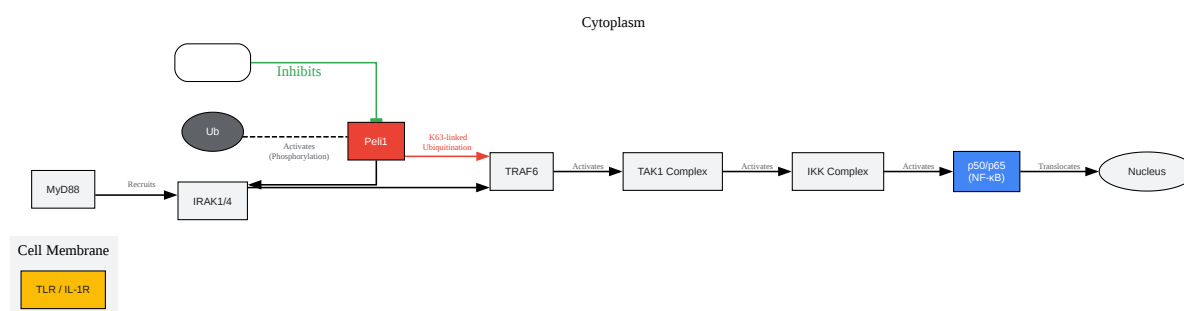 Cytoplasm
Inhibits
Ub
Activates
(Phosphorylation)
Peli1
K63-linked
Ubiquitination
MyD88
Recruits
IRAK1/4
TRAF6
Activates
TAK1 Complex
Activates
IKK Complex
Activates
p50/p65
(NF-κB)
Translocates
Nucleus
Cell Membrane
TLR / IL-1R